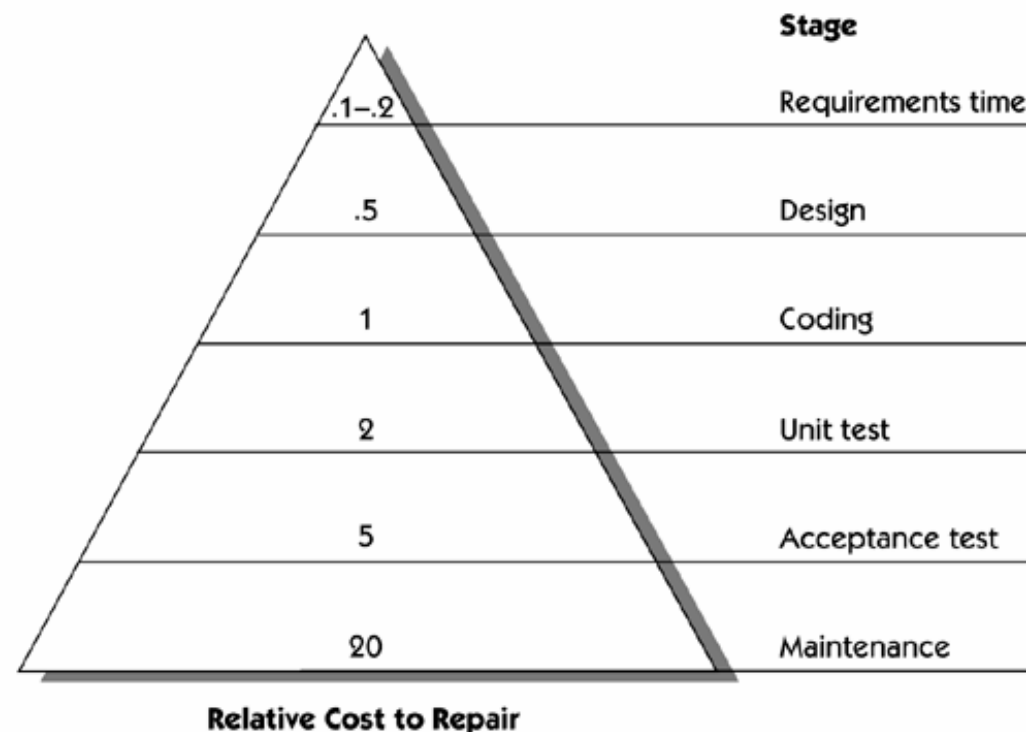 Stage
.1–.2 Requirements time
.5 Design
1 Coding
2 Unit test
5 Acceptance test
20 Maintenance
Relative Cost to Repair